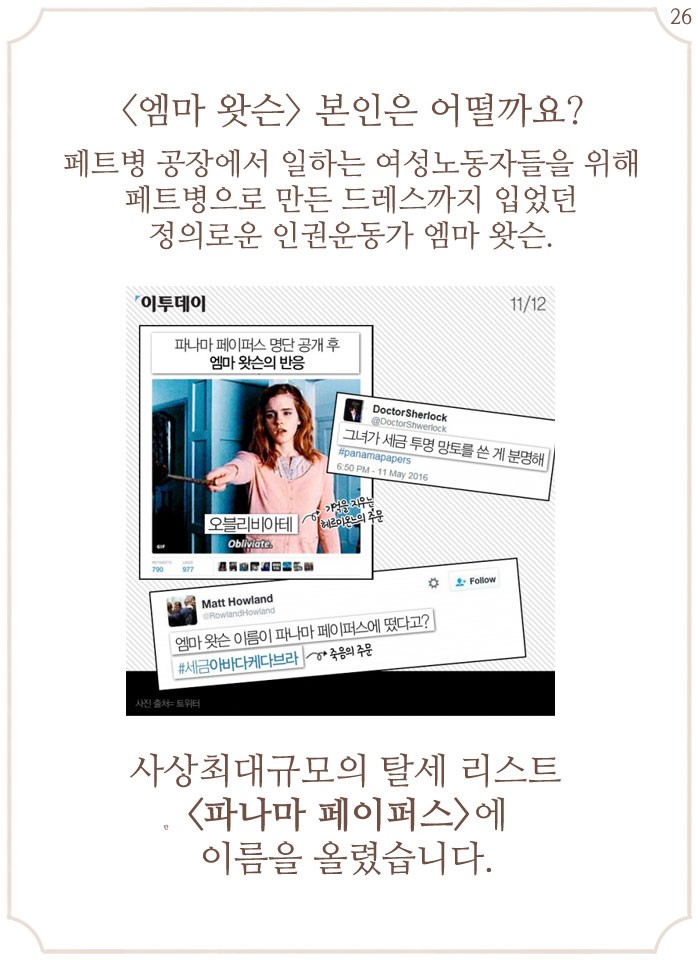 26
<엠마 왓슨> 본인은 어떨까요?
페트병 공장에서 일하는 여성노동자들을 위해
페트병으로 만든 드레스까지 입었던
정의로운 인권운동가 엠마 왓슨.
이투데이
11/12
파나마 페이퍼스 명단 공개 후
엠마 왓슨의 반응
오블리비아테
기억을 지우는
헤르미온느의 주문
Obliviate.
GIF
RETWEETS
LIKES
790
977
DoctorSherlock
@DoctorShwerlock
그녀가 세금 투명 망토를 쓴 게 분명해
#panamapapers
6:50 PM - 11 May 2016
Matt Howland
@RowlandHowland
Follow
엠마 왓슨 이름이 파나마 페이퍼스에 떴다고?
#세금아바다케다브라
죽음의 주문
사진 출처= 트위터
사상최대규모의 탈세 리스트
<파나마 페이퍼스>에
e
이름을 올렸습니다.